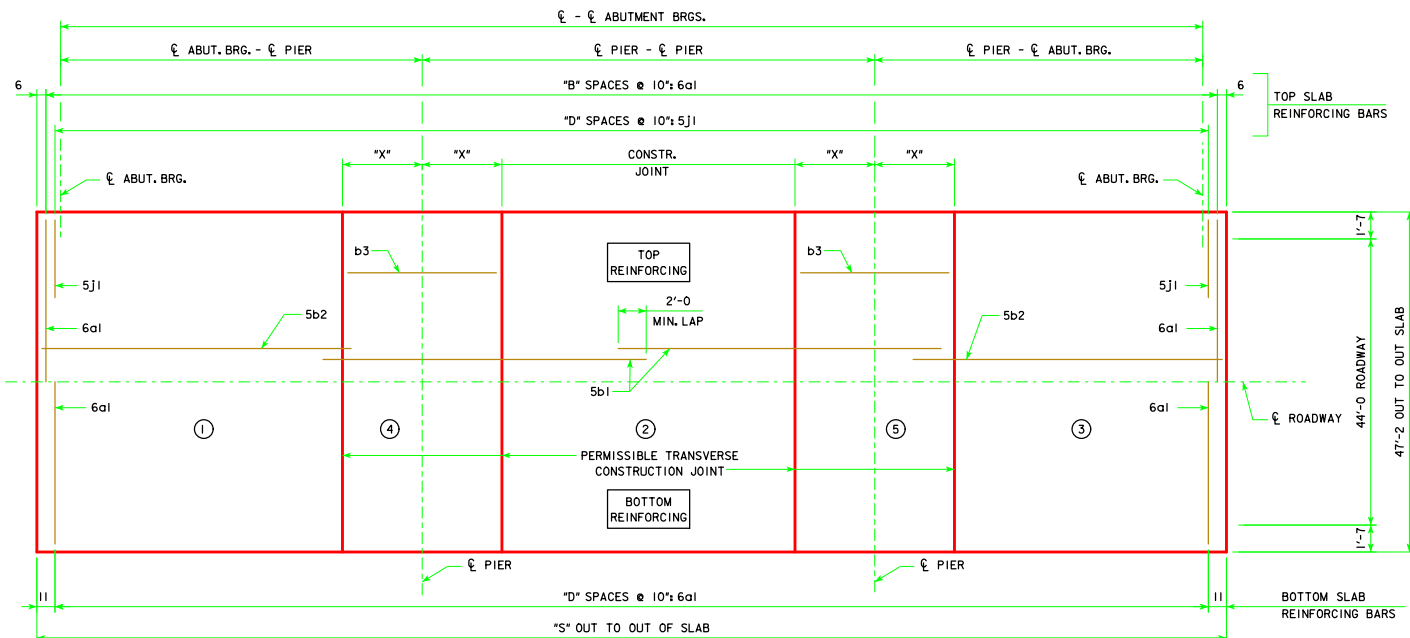 ℄ - ℄ ABUTMENT BRGS.
℄ ABUT. BRG. - ℄ PIER
℄ PIER - ℄ PIER
℄ PIER - ℄ ABUT. BRG.
6
"B" SPACES @ 10": 6a1
6
TOP SLAB
REINFORCING BARS
"D" SPACES @ 10": 5j1
"X"
"X"
CONSTR.
JOINT
"X"
"X"
℄ ABUT. BRG.
℄ ABUT. BRG.
1'-7
b3
TOP
REINFORCING
b3
5j1
5j1
2'-0
MIN. LAP
5b2
5b2
6a1
6a1
5b1
6a1
6a1
℄ ROADWAY
44'-0 ROADWAY
47'-2 OUT TO OUT SLAB
1
4
2
5
3
PERMISSIBLE TRANSVERSE
CONSTRUCTION JOINT
BOTTOM
REINFORCING
1'-7
℄ PIER
℄ PIER
11
"D" SPACES @ 10": 6a1
11
BOTTOM SLAB
REINFORCING BARS
"S" OUT TO OUT OF SLAB